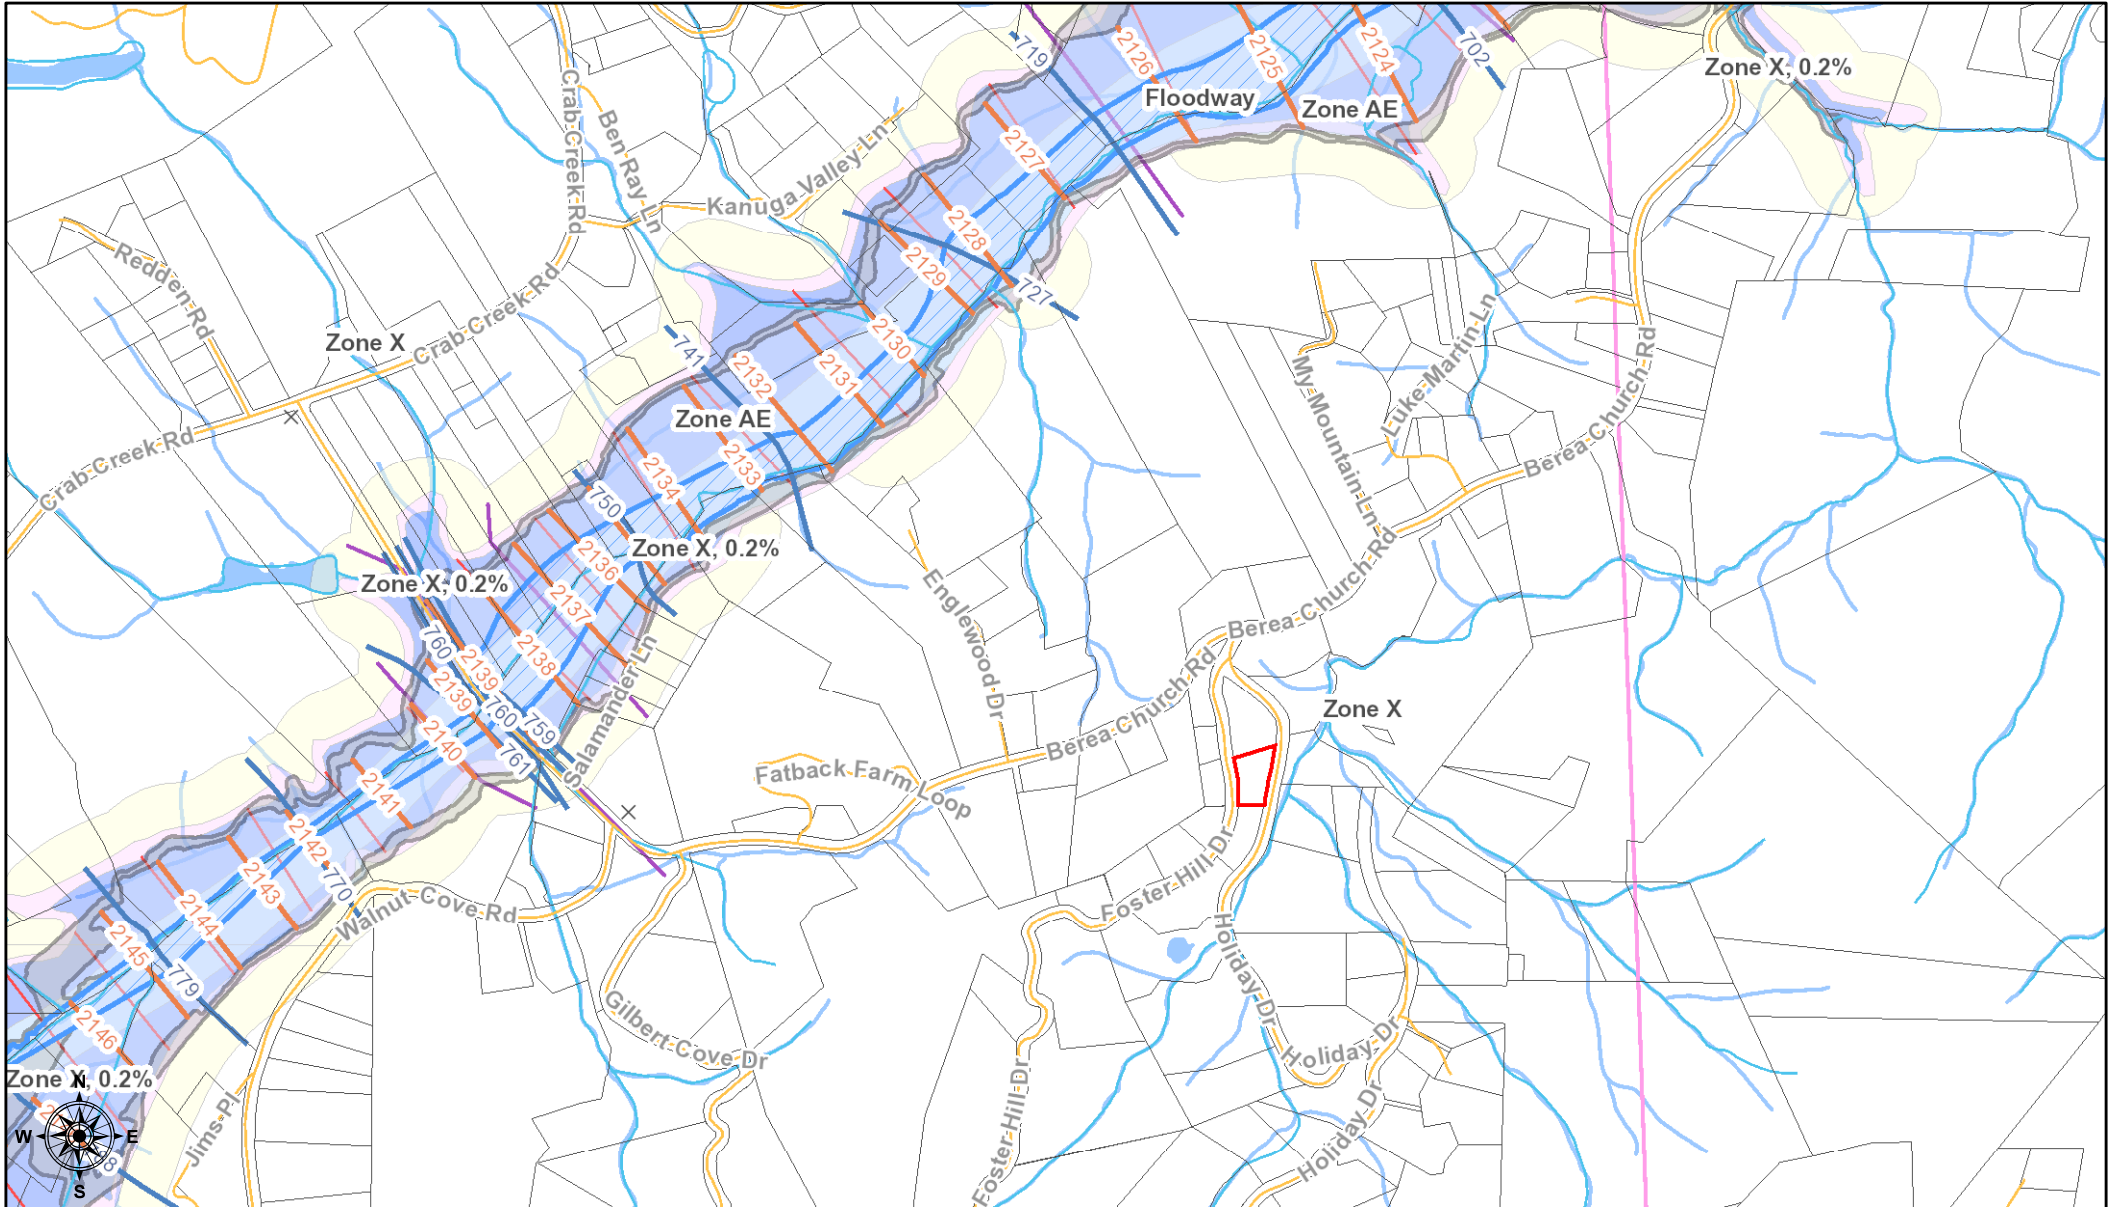 719
2126
2125
2124
702
Zone X, 0.2%
Floodway
Zone AE
Crab Creek Rd
Ben Ray Ln
Kanuga Valley Ln
2127
2128
2129
727
Redden Rd
Zone X
Crab Creek Rd
2130
741
2132
2131
Zone AE
2133
2134
My Mountain Ln
Luke Martin Ln
Berea Church Rd
Crab Creek Rd
750
Zone X, 0.2%
2136
Zone X, 0.2%
2137
Rd
Berea Church Rd
Englewood Dr
760
2139
2138
2139
Salamander Ln
760
759
2140
761
Berea Church Rd
Zone X
Fatback Farm Loop
2141
2142
770
2143
2144
Walnut Cove Rd
Foster Hill Dr
Holiday Dr
2145
779
2146
Gilbert Cove Dr
Holiday Dr
Zone X, 0.2%
N
W
E
S
Jims Pl
Foster Hill Dr
Holiday Dr